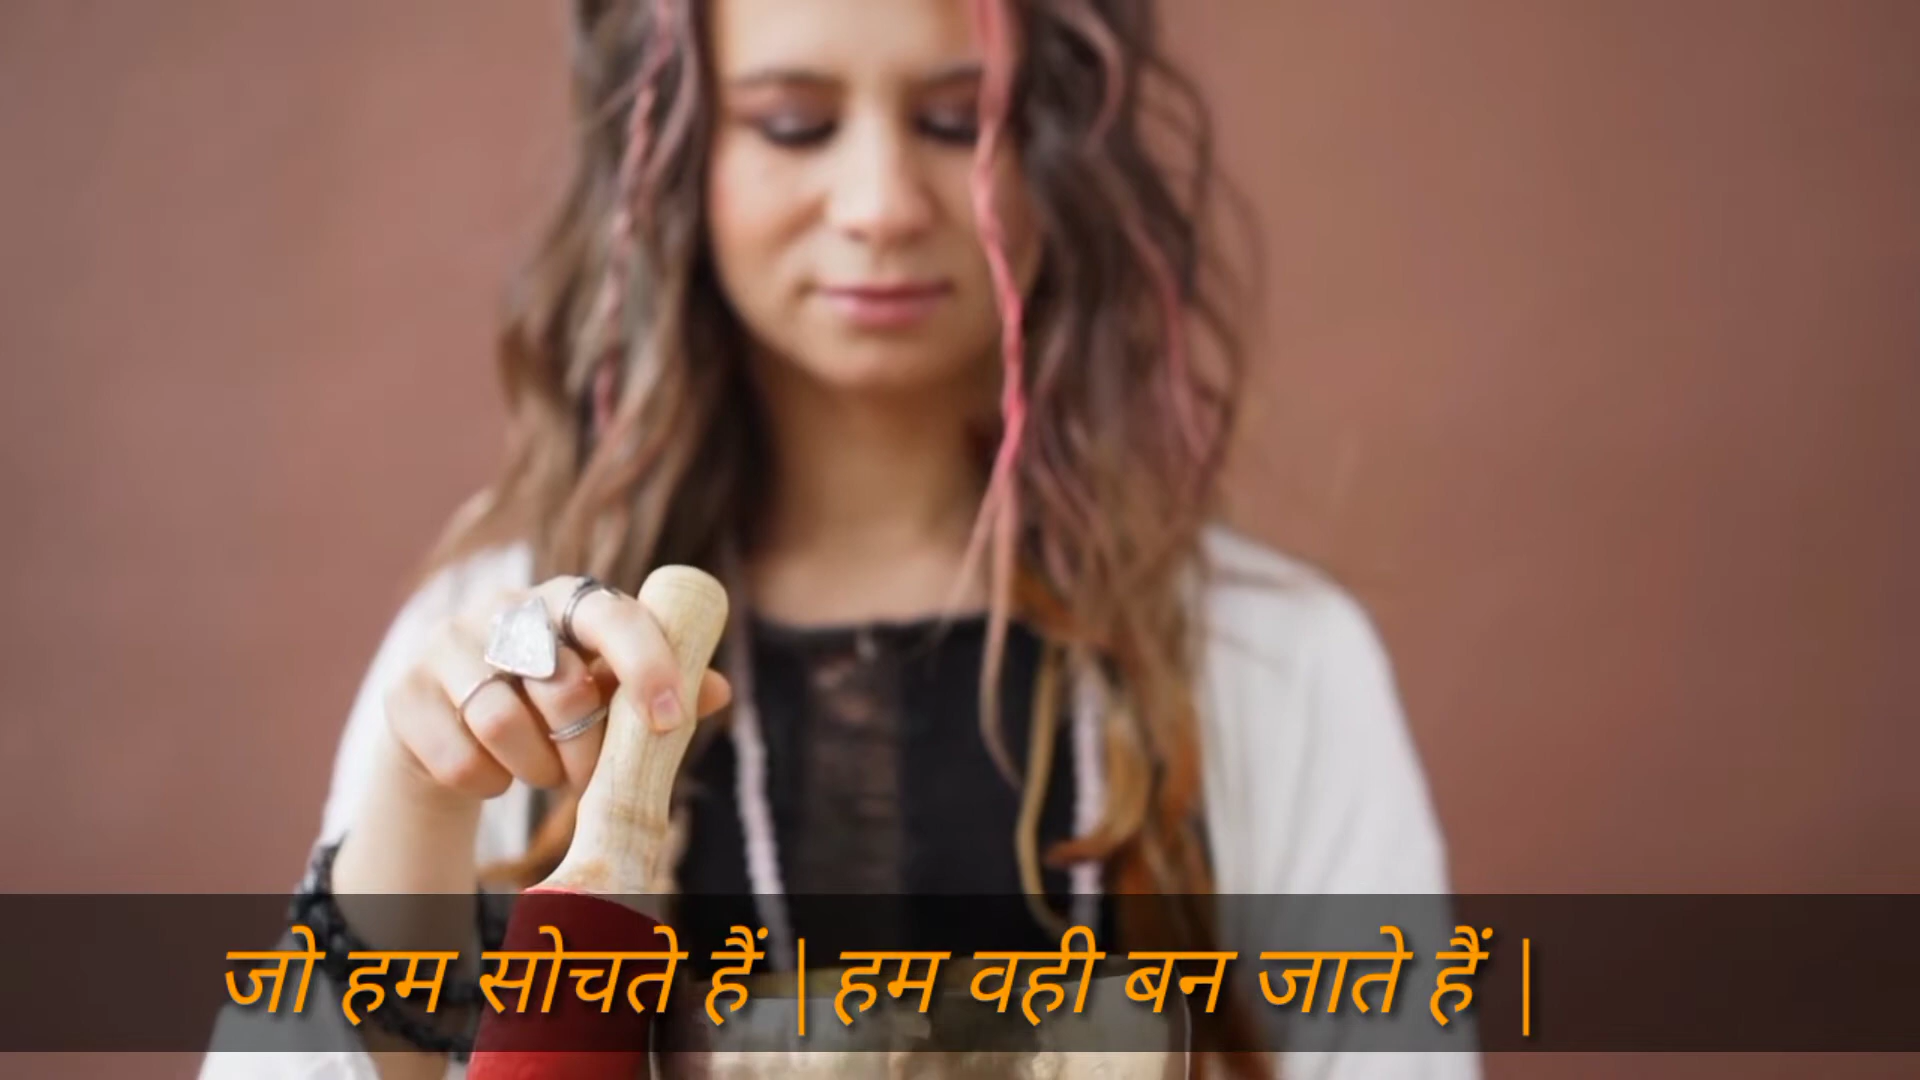 जो हम सोचते हैं | हम वही बन जाते हैं |